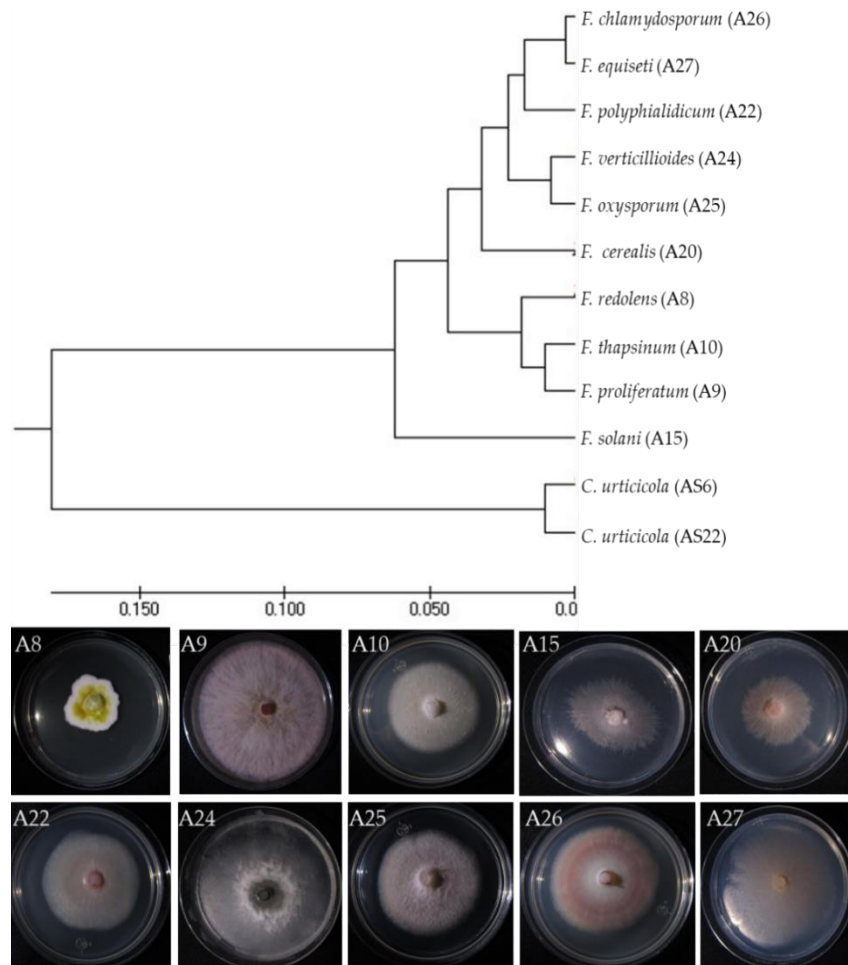 F. chlamydosporum (A26)
F. equiseti (A27)
F. polyphialidicum (A22)
F. verticillioides (A24)
F. oxysporum (A25)
F. cerealis (A20)
F. redolens (A8)
F. thapsinum (A10)
F. proliferatum (A9)
F. solani (A15)
C. urticicola (AS6)
C. urticicola (AS22)
0.150 0.100 0.050 0.0
A8 A9 A10 A15 A20
A22 A24 A25 A26 A27